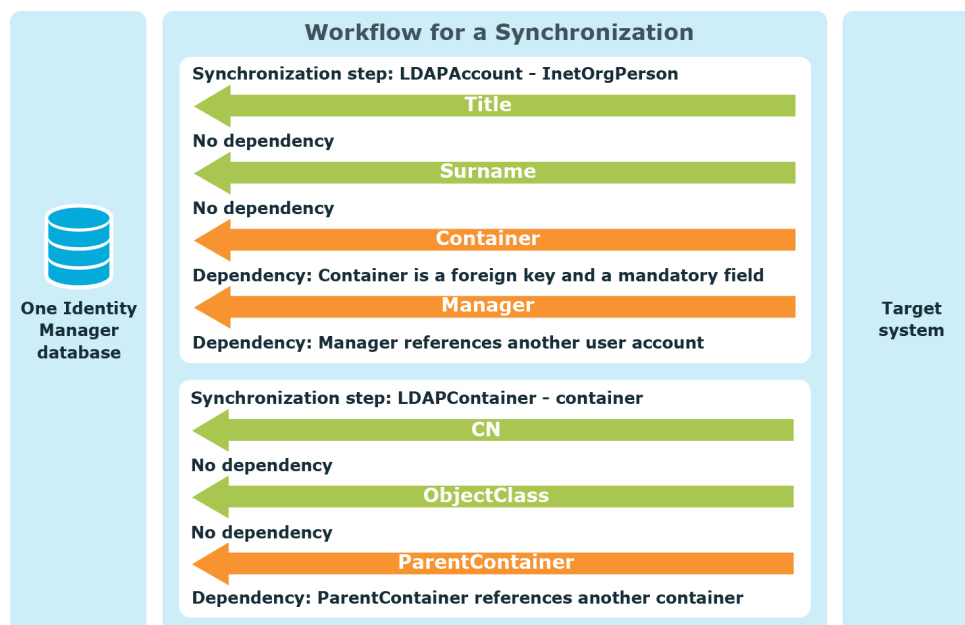 Workflow for a Synchronization
Synchronization step: LDAPAccount - InetOrgPerson
Title
No dependency
Surname
No dependency
Container
Dependency: Container is a foreign key and a mandatory field
Manager
Dependency: Manager references another user account
Synchronization step: LDAPContainer - container
CN
No dependency
ObjectClass
No dependency
ParentContainer
Dependency: ParentContainer references another container
One Identity
Manager
database
Target
system